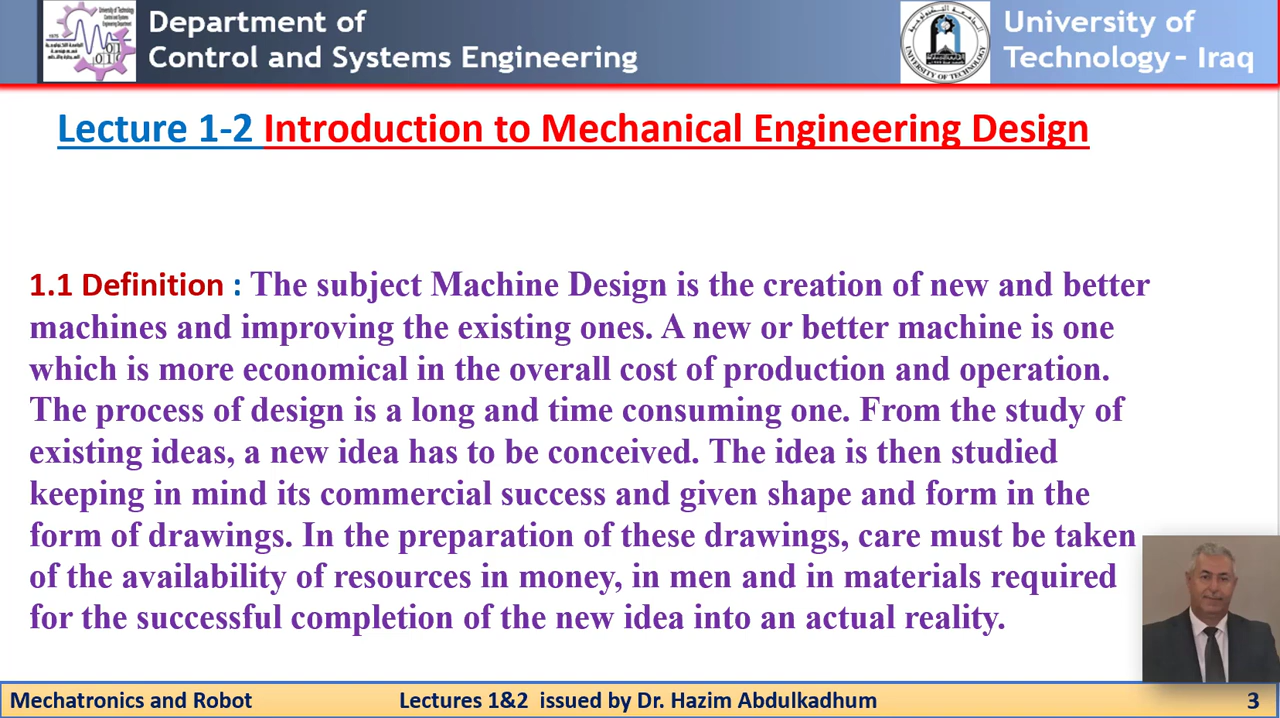 Department of
Control and Systems Engineering
University of
Technology - Iraq
Lecture 1-2 Introduction to Mechanical Engineering Design
1.1 Definition : The subject Machine Design is the creation of new and better
machines and improving the existing ones. A new or better machine is one
which is more economical in the overall cost of production and operation.
The process of design is a long and time consuming one. From the study of
existing ideas, a new idea has to be conceived. The idea is then studied
keeping in mind its commercial success and given shape and form in the
form of drawings. In the preparation of these drawings, care must be taken
of the availability of resources in money, in men and in materials required
for the successful completion of the new idea into an actual reality.
Mechatronics and Robot
Lectures 1&2 issued by Dr. Hazim Abdulkadhum
3